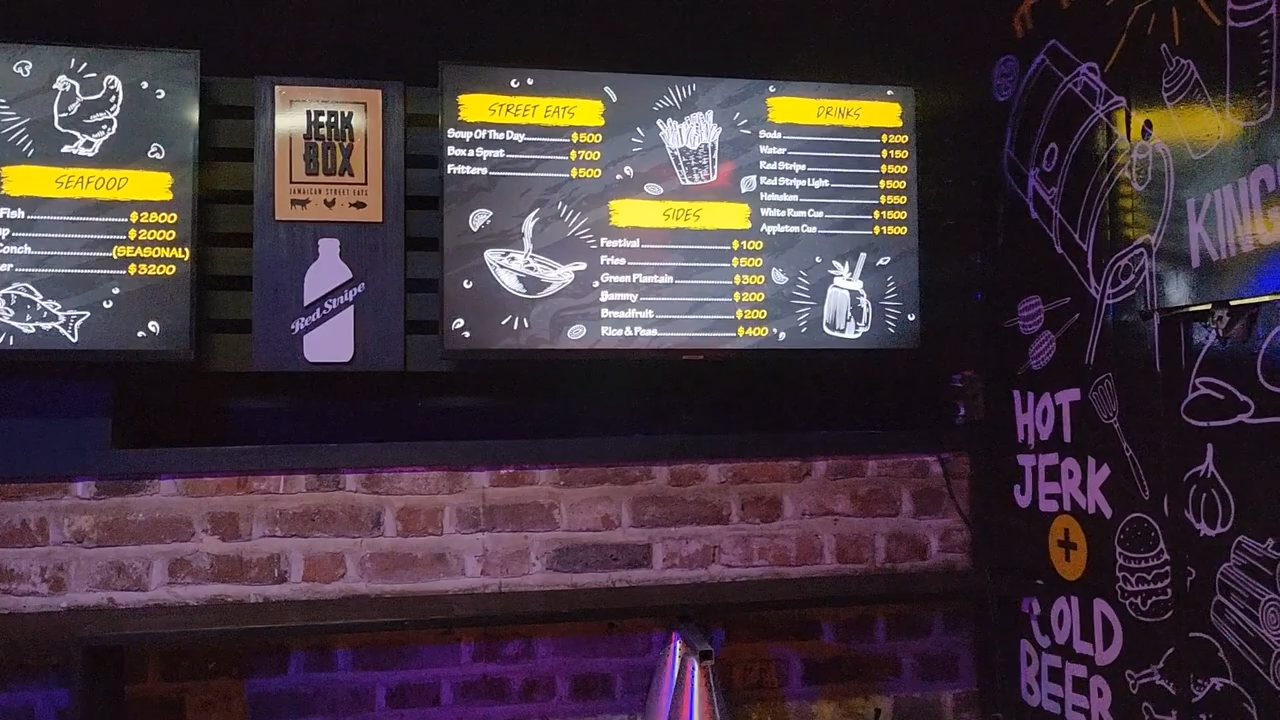 SEAFOOD
Fish $2800
$2000
Conch (SEASONAL)
$3200
JERK
BOX
JAMAICAN STREET EATS
Red Stripe
STREET EATS
Soup Of The Day $500
Box a Sprat $700
Fritters $500
SIDES
Festival $100
Fries $500
Green Plantain $300
Bammy $200
Breadfruit $200
Rice & Peas $400
DRINKS
Soda $200
Water $150
Red Stripe $500
Red Stripe Light $500
Heineken $550
White Rum Cue $1500
Appleton Cue $1500
KING
HOT
JERK
+
COLD
BEER